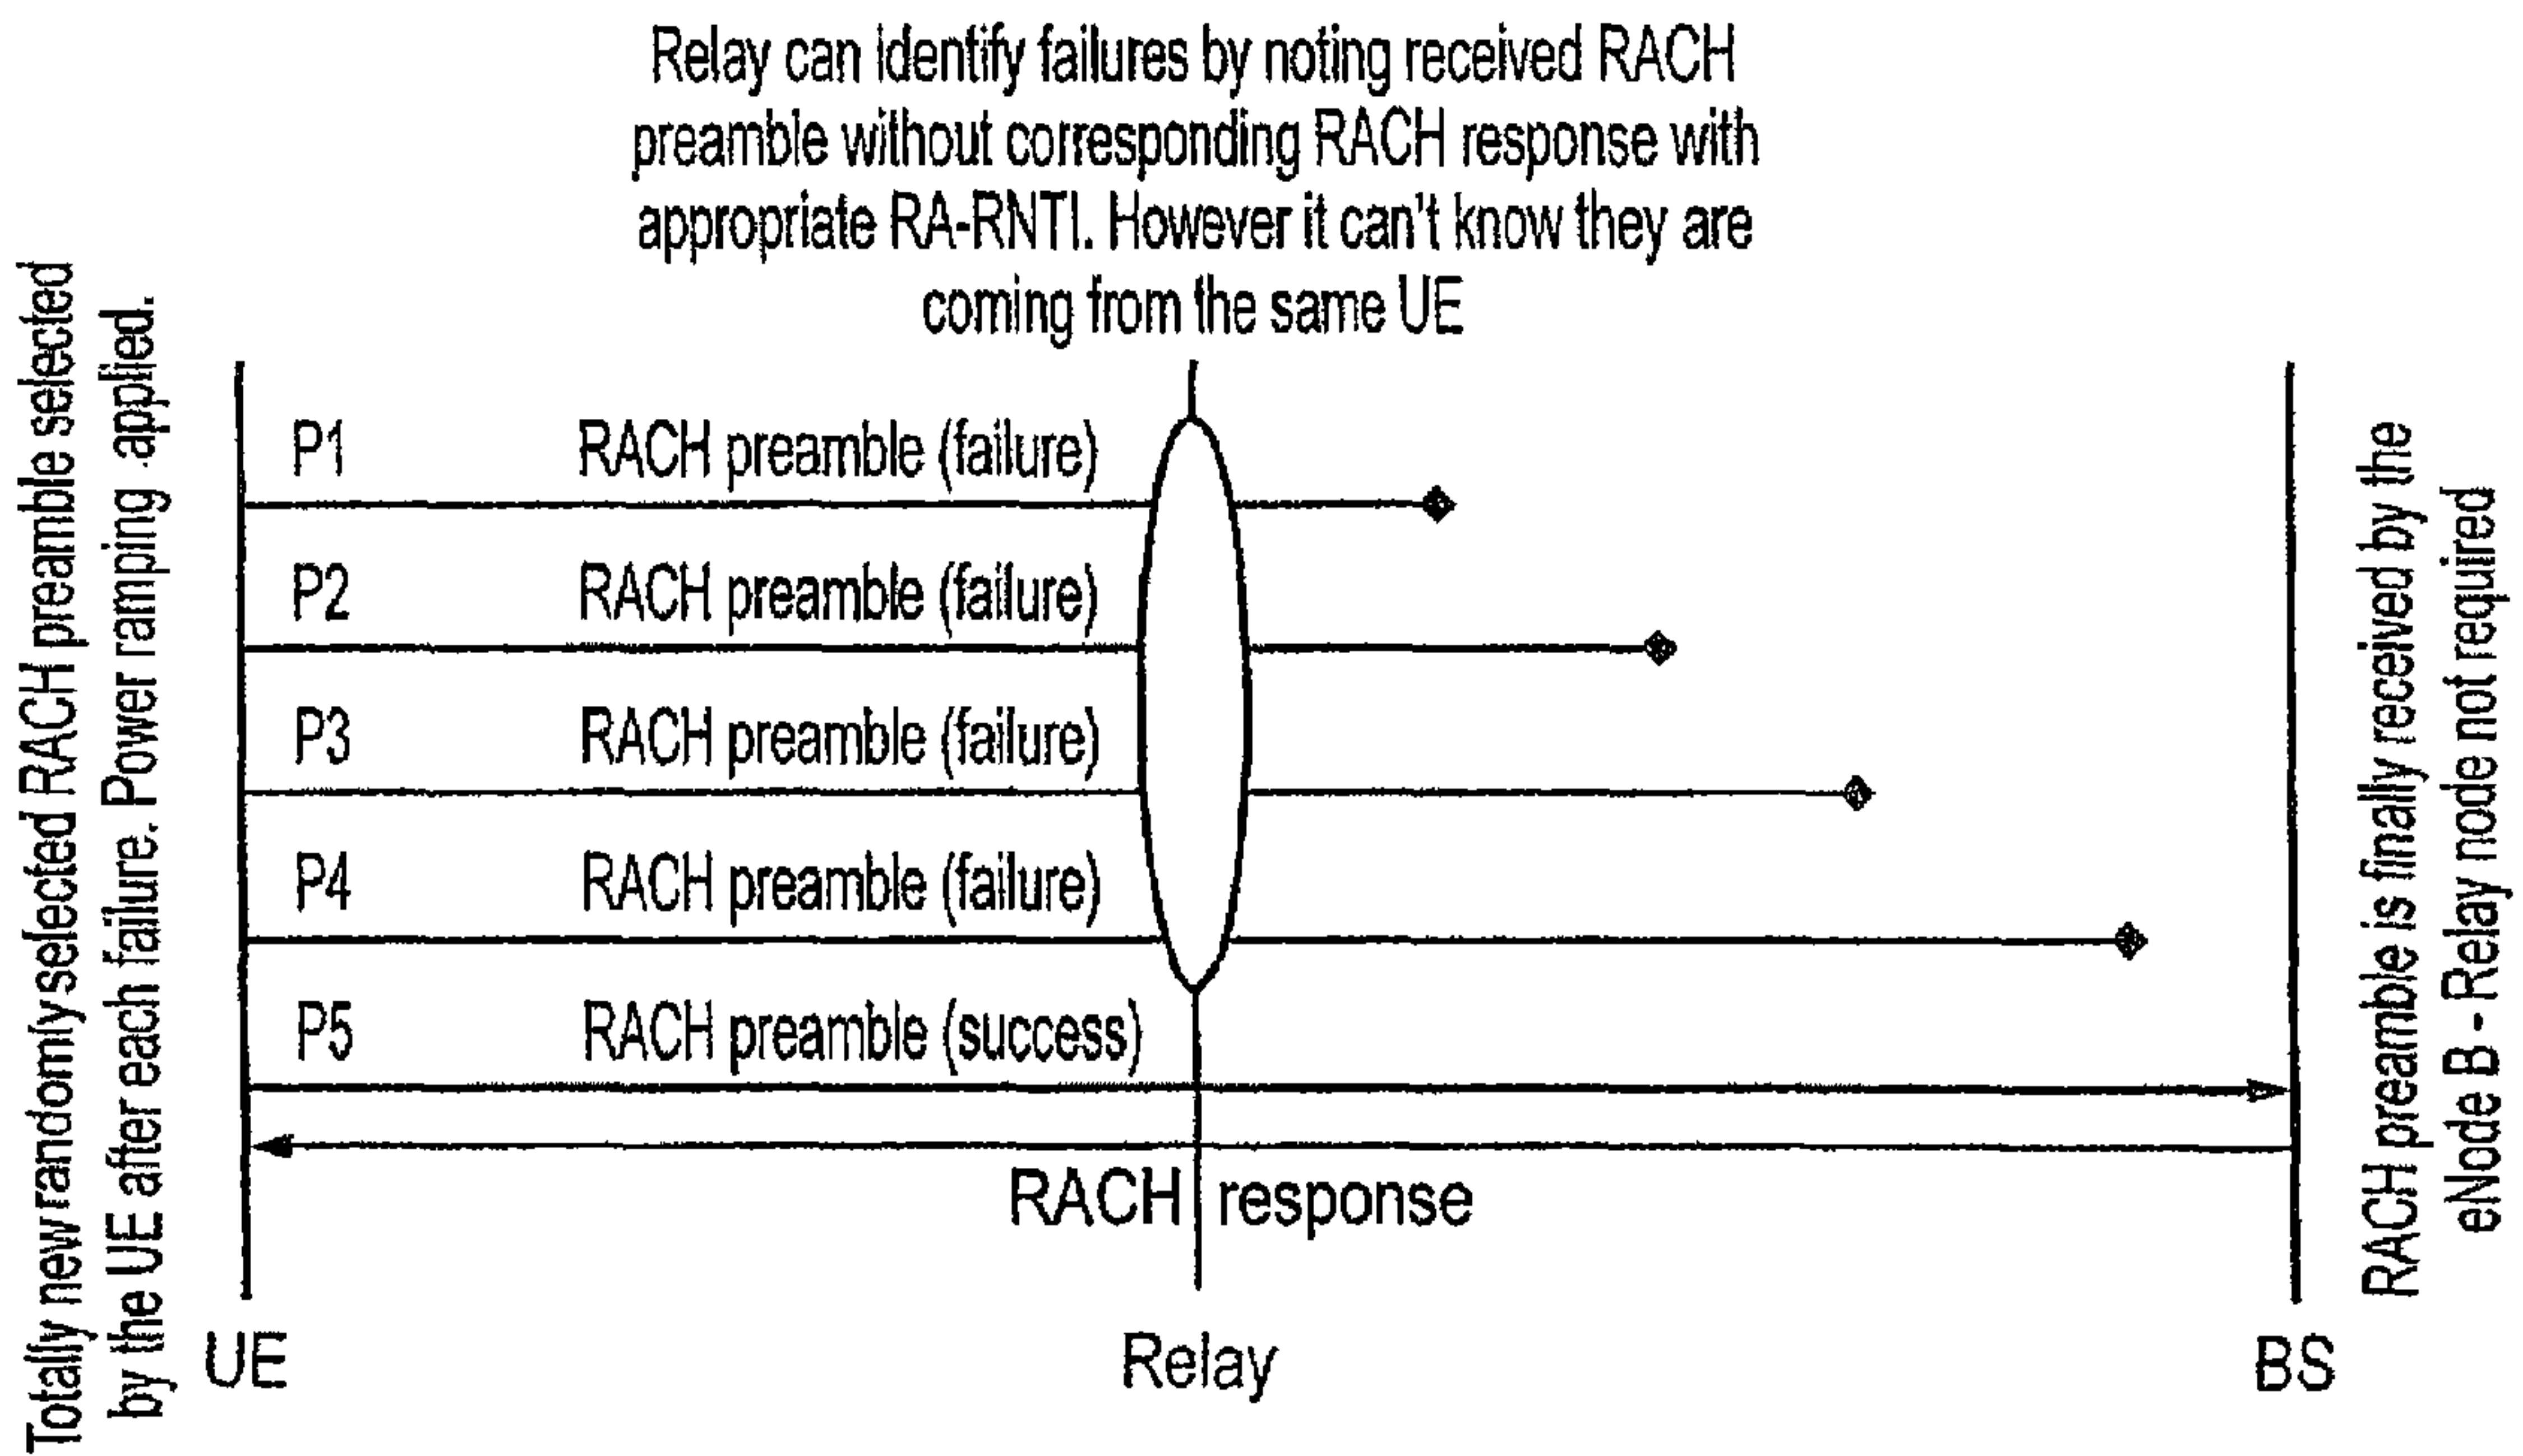 Relay can identify failures by noting received RACH
preamble without corresponding RACH response with
appropriate RA-RNTI. However it can't know they are
coming from the same UE
Totally new randomly selected RACH preamble selected
by the UE after each failure. Power ramping applied.
P1 RACH preamble (failure)
P2 RACH preamble (failure)
P3 RACH preamble (failure)
P4 RACH preamble (failure)
P5 RACH preamble (success)
RACH response
RACH preamble is finally received by the
eNode B - Relay node not required
UE Relay BS